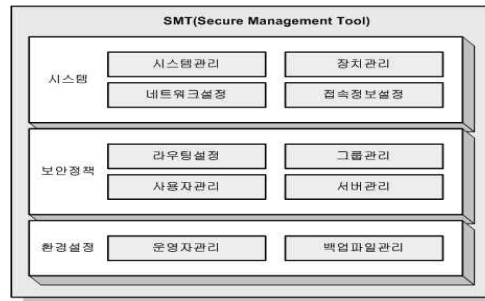 SMT(Secure Management Tool)
시스템
시스템관리
장치관리
네트워크설정
접속정보설정
보안정책
라우팅설정
그룹관리
사용자관리
서버관리
환경설정
운영자관리
백업파일관리